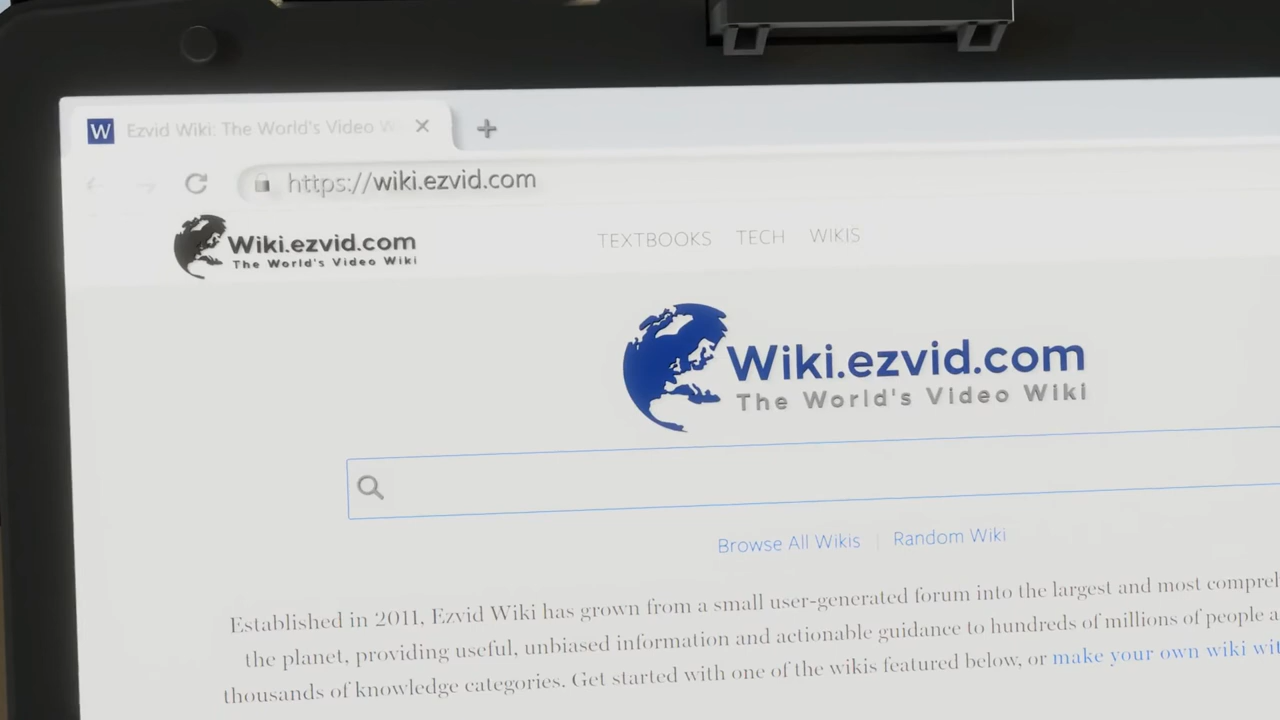 W Ezvid Wiki: The World's Video W
https://wiki.ezvid.com
Wiki.ezvid.com
The World's Video Wiki
TEXTBOOKS TECH WIKIS
Wiki.ezvid.com
The World's Video Wiki
Browse All Wikis | Random Wiki
Established in 2011, Ezvid Wiki has grown from a small user-generated forum into the largest and most
the planet, providing useful, unbiased information and actionable guidance to hundreds of millions of people
thousands of knowledge categories. Get started with one of the wikis featured below, or make your own wiki